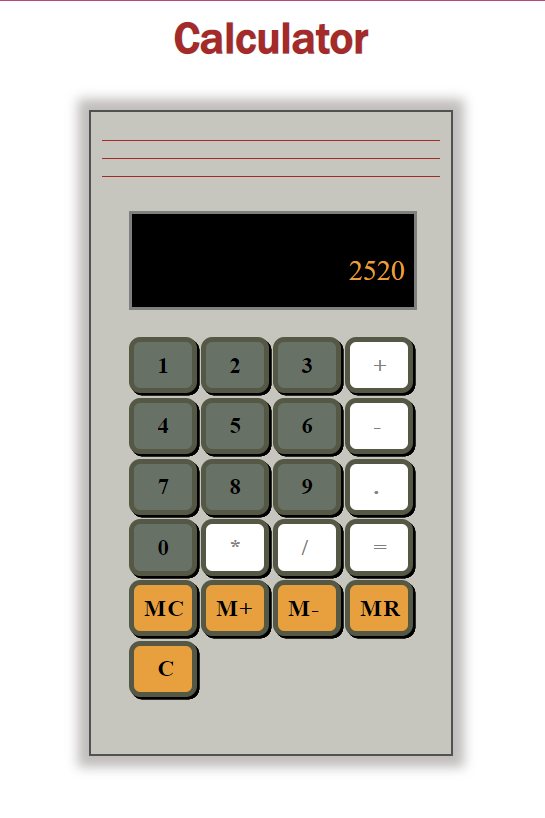 Calculator
2520
1 2 3 +
4 5 6 -
7 8 9 .
0 * / =
MC M+ M- MR
C